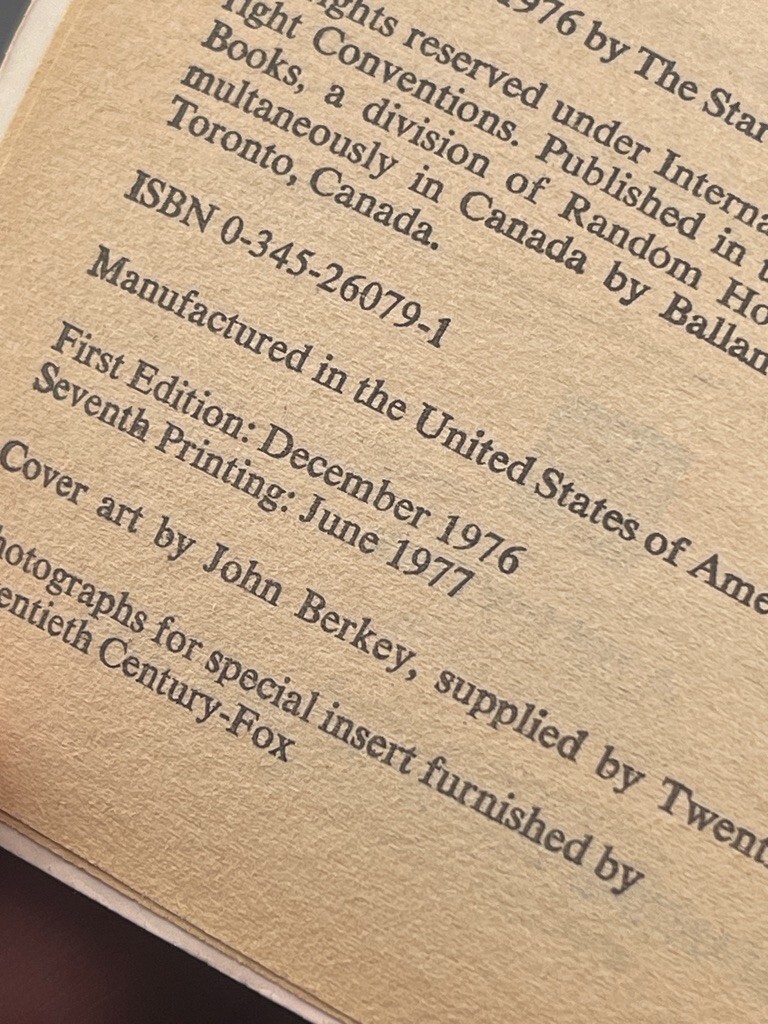 1976 by The Star
rights reserved under Interna
right Conventions. Published in t
Books, a division of Random Ho
multaneously in Canada by Ballan
Toronto, Canada.
ISBN 0-345-26079-1
Manufactured in the United States of Ame
First Edition: December 1976
Seventh Printing: June 1977
Cover art by John Berkey, supplied by Twent
hotographs for special insert furnished by
entieth Century-Fox